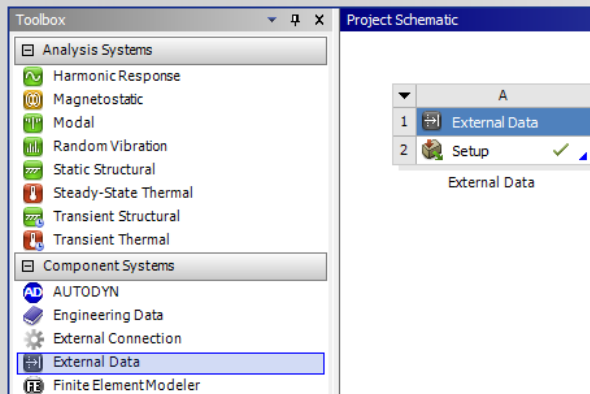 Toolbox
Analysis Systems
Harmonic Response
Magnetostatic
Modal
Random Vibration
Static Structural
Steady-State Thermal
Transient Structural
Transient Thermal
Component Systems
AD AUTODYN
Engineering Data
External Connection
External Data
FE Finite Element Modeler
Project Schematic
A
1 External Data
2 Setup
External Data